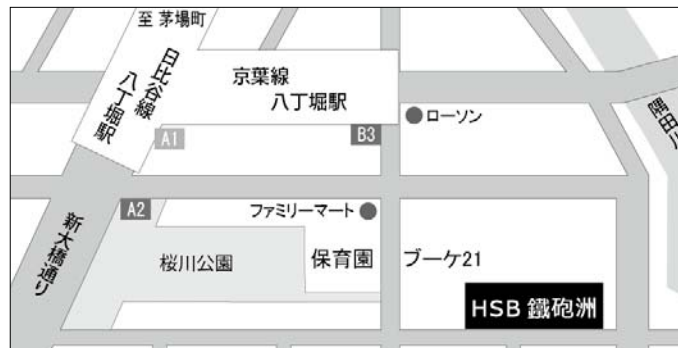 至 茅場町
日比谷線
八丁堀駅
京葉線
八丁堀駅
A1
B3
ローソン
隅田川
A2
ファミリーマート
新大橋通り
桜川公園
保育園
ブーケ21
HSB 鐵砲洲